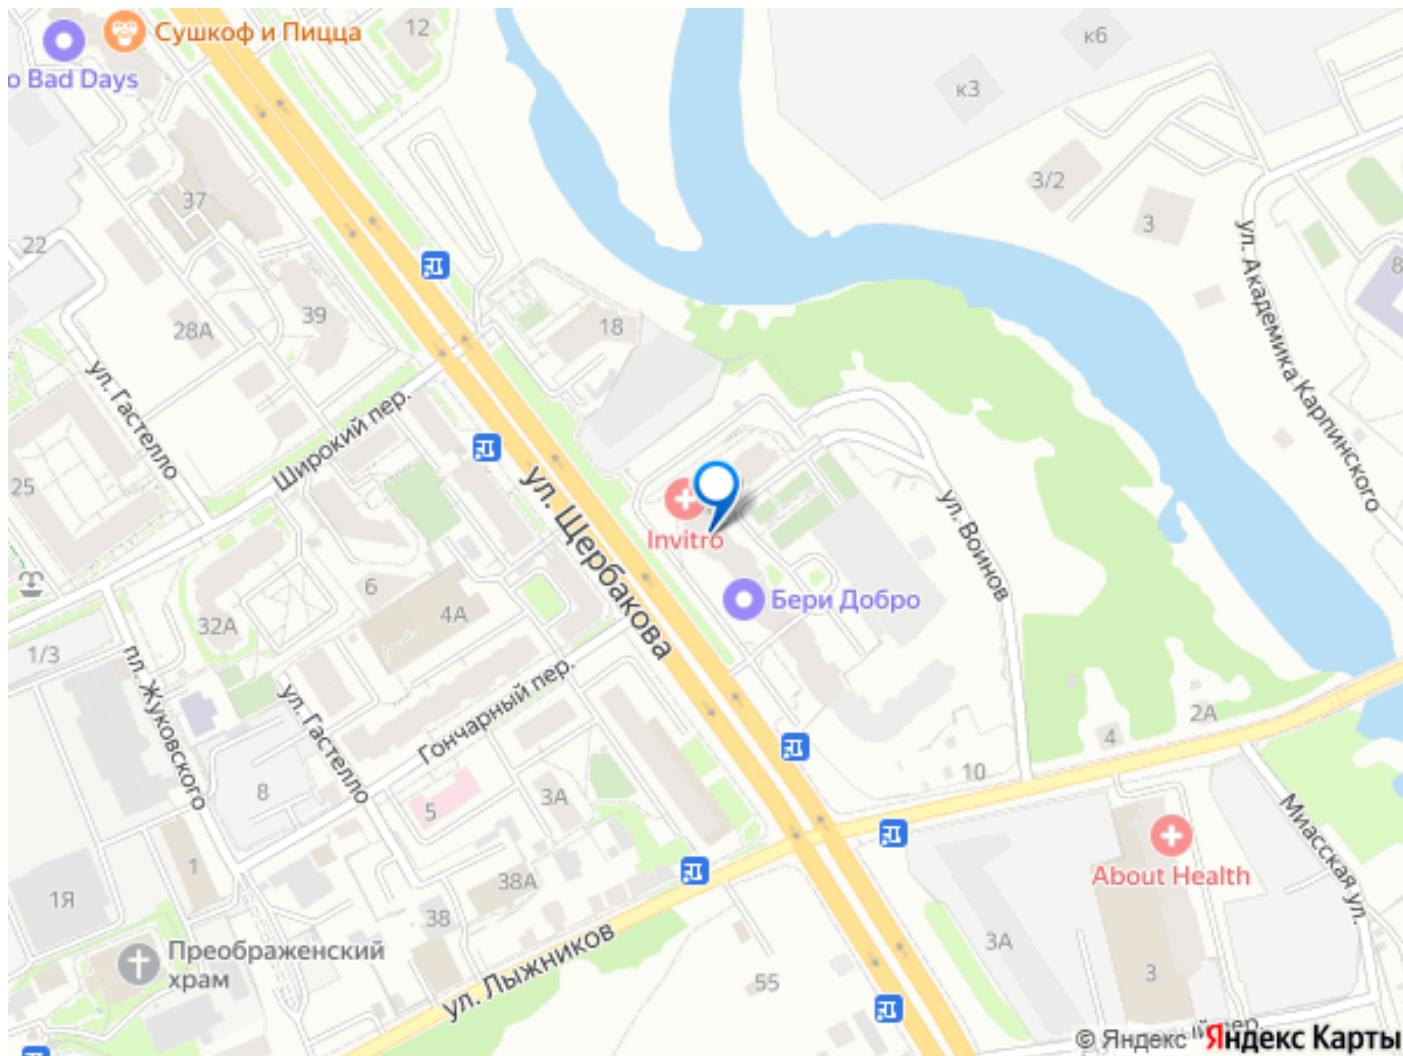 12
Сушкоф и Пицца
o Bad Days
к6
к3
3/2
3
37
22
28А
39
18
8
ул. Академика Карпинского
ул. Гастелло
Широкий пер.
25
ул. Щербакова
Invitro
ул. Воинов
Бери Добро
6
4А
32А
1/3
пл. Жуковского
ул. Гастелло
Гончарный пер.
2А
4
10
8
5
3А
Миасская ул.
1
About Health
38А
1Я
38
3А
Преображенский
храм
ул. Лыжников
55
3
ый пер.
© Яндекс Яндекс Карты